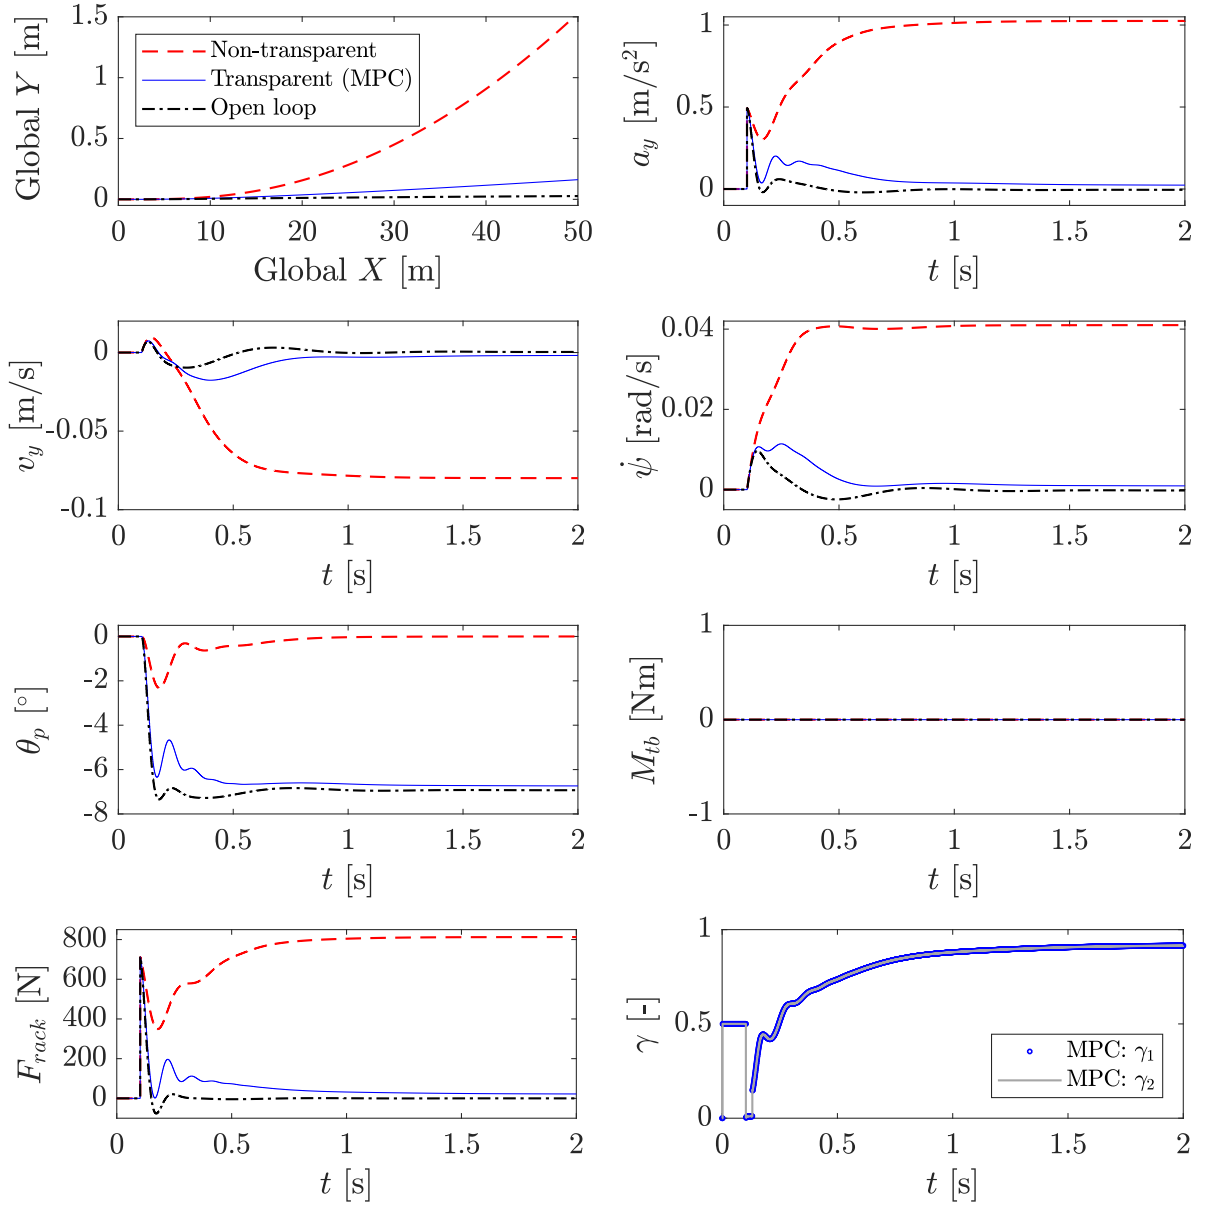 Global Y [m]
1.5
1
0.5
0
Non-transparent
Transparent (MPC)
Open loop
0 10 20 30 40 50
Global X [m]
a_y [m/s²]
1
0.5
0
0 0.5 1 1.5 2
t [s]
v_y [m/s]
0
-0.05
-0.1
0 0.5 1 1.5 2
t [s]
ψ̇ [rad/s]
0.04
0.02
0
0 0.5 1 1.5 2
t [s]
θ_p [°]
0
-2
-4
-6
-8
0 0.5 1 1.5 2
t [s]
M_tb [Nm]
1
0
-1
0 0.5 1 1.5 2
t [s]
F_rack [N]
800
600
400
200
0
0 0.5 1 1.5 2
t [s]
γ [-]
1
0.5
0
MPC: γ₁
MPC: γ₂
0 0.5 1 1.5 2
t [s]